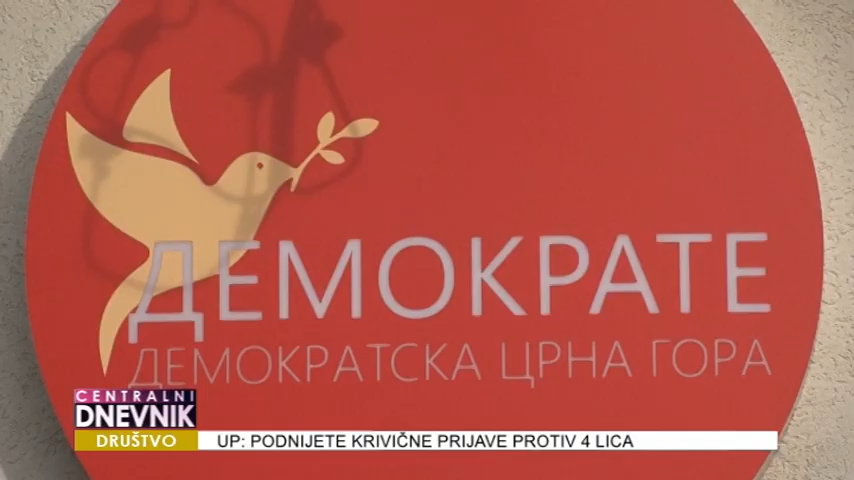 ДЕМОКРАТЕ
ДЕМОКРАТСКА ЦРНА ГОРА
CENTRALNI
DNEVNIK
DRUŠTVO
UP: PODNIJETE KRIVIČNE PRIJAVE PROTIV 4 LICA